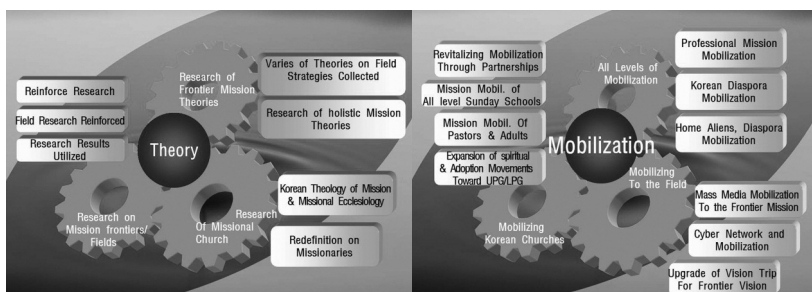 Research of
Frontier Mission
Theories
Varies of Theories on Field
Strategies Collected
Reinforce Research
Research of holistic Mission
Theories
Field Research Reinforced
Research Results
Utilized
Theory
Korean Theology of Mission
& Missional Ecclesiology
Research on
Mission frontiers/
Fields
Research
Of Missional
Church
Redefinition on
Missionaries
Revitalizing Mobilization
Through Partnerships
All Levels of
Mobilization
Professional Mission
Mobilization
Mission Mobil. of
All level Sunday Schools
Korean Diaspora
Mobilization
Mission Mobil. Of
Pastors & Adults
Home Aliens, Diaspora
Mobilization
Mobilization
Expansion of spiritual
& Adoption Movements
Toward UPG/LPG
Mobilizing
To the Field
Mass Media Mobilization
To the Frontier Mission
Mobilizing
Korean Churches
Cyber Network and
Mobilization
Upgrade of Vision Trip
For Frontier Vision